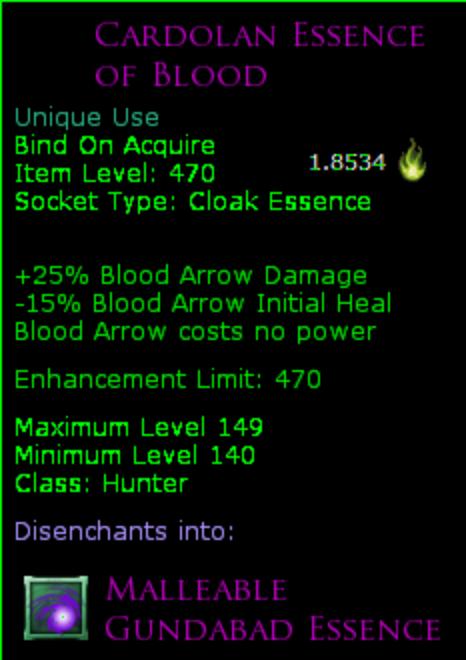 Cardolan Essence
of Blood
Unique Use
Bind On Acquire
Item Level: 470
1.8534
Socket Type: Cloak Essence
+25% Blood Arrow Damage
-15% Blood Arrow Initial Heal
Blood Arrow costs no power
Enhancement Limit: 470
Maximum Level 149
Minimum Level 140
Class: Hunter
Disenchants into:
Malleable
Gundabad Essence